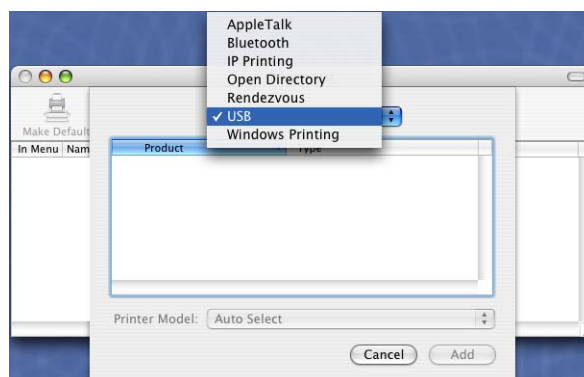 AppleTalk
Bluetooth
IP Printing
Open Directory
Rendezvous
✓ USB
Windows Printing
Make Default
In Menu Nam
Product Type
Printer Model: Auto Select
Cancel Add